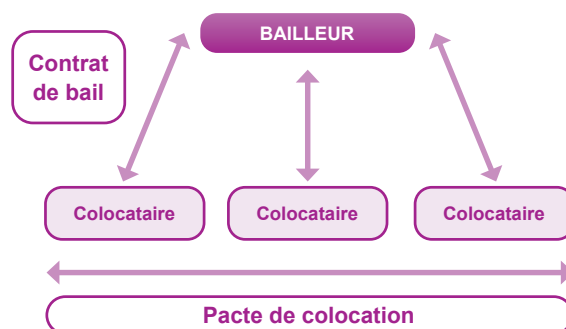 BAILLEUR
Contrat
de bail
Colocataire
Colocataire
Colocataire
Pacte de colocation